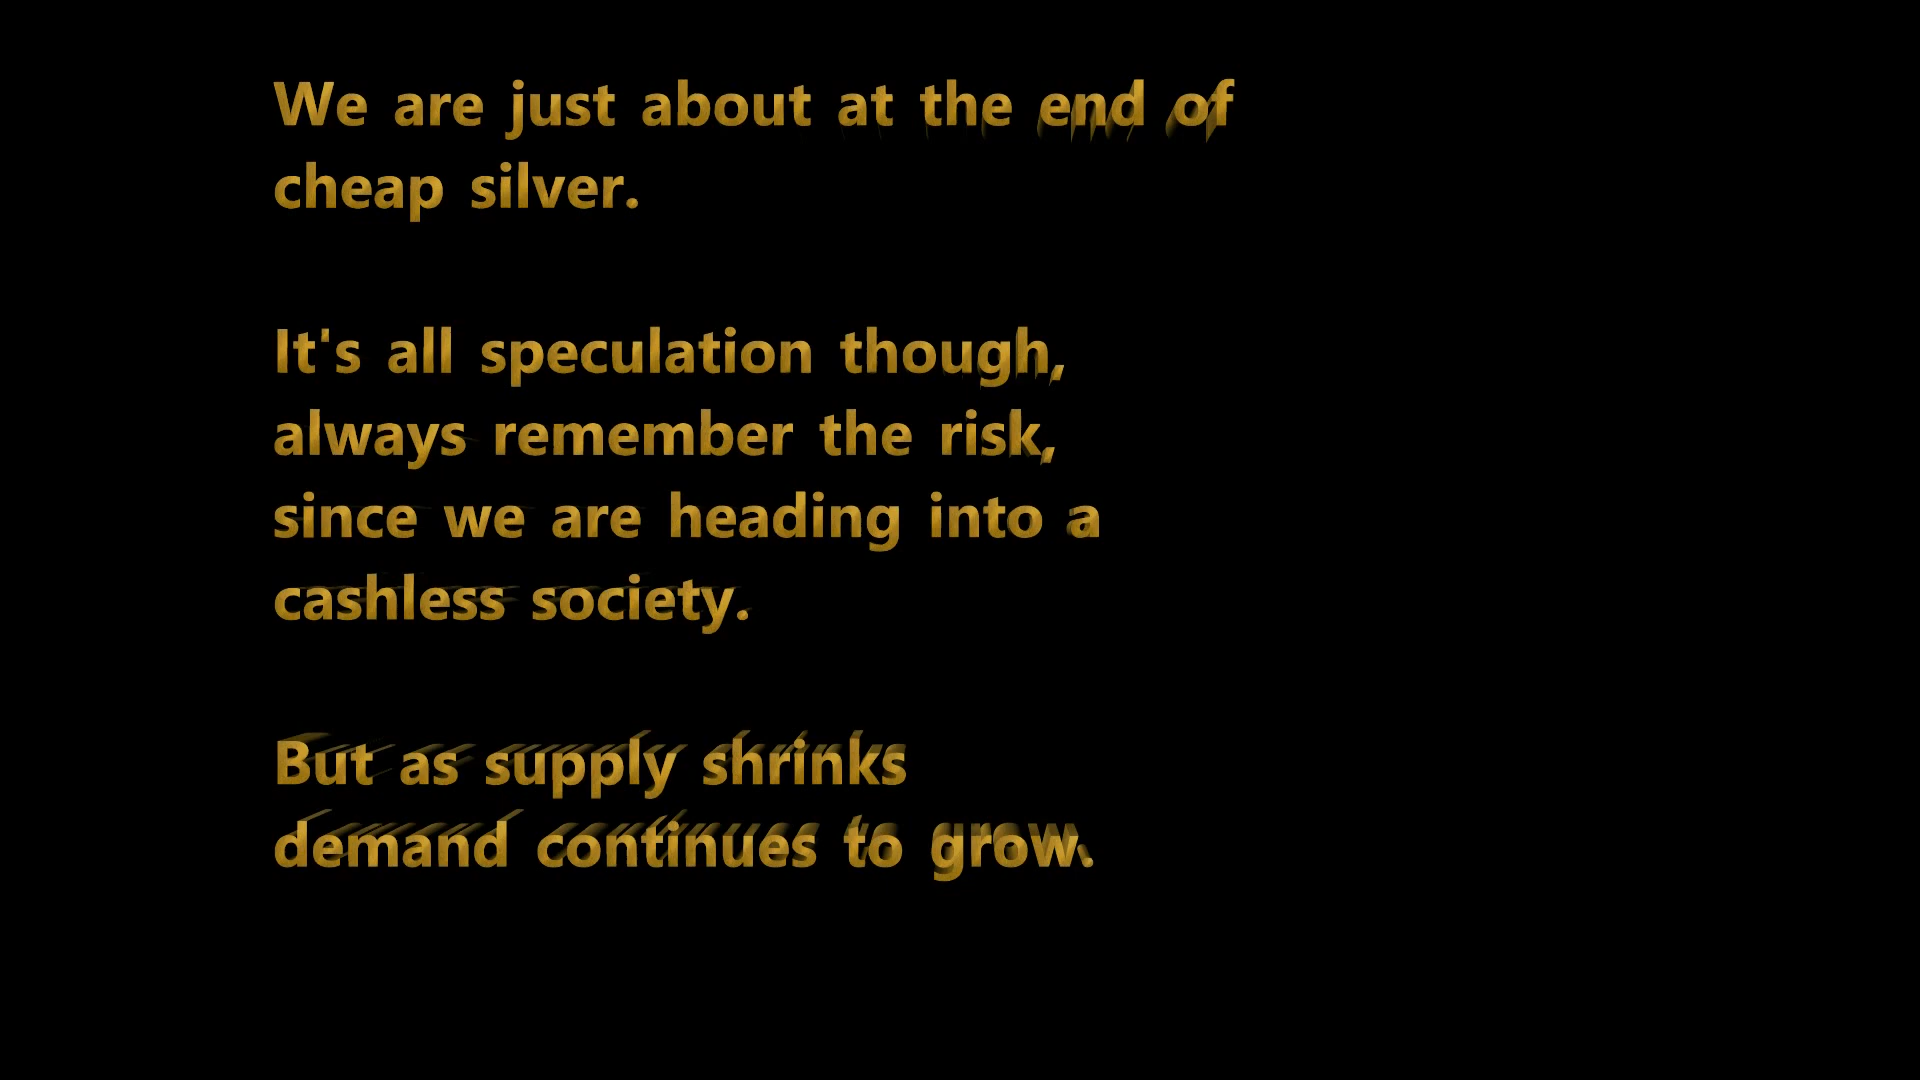 We are just about at the end of
cheap silver.
It's all speculation though,
always remember the risk,
since we are heading into a
cashless society.
But as supply shrinks
demand continues to grow.